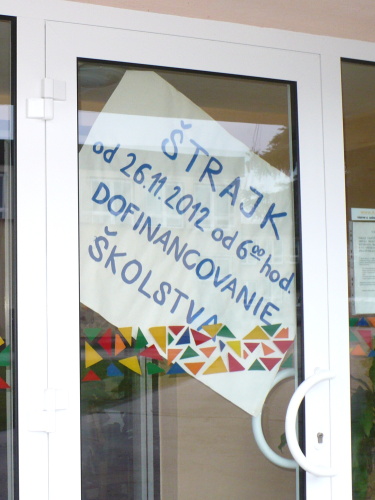 ŠTRAJK
od 26.11.2012 od 6⁰⁰ hod.
DOFINANCOVANIE
ŠKOLSTVA